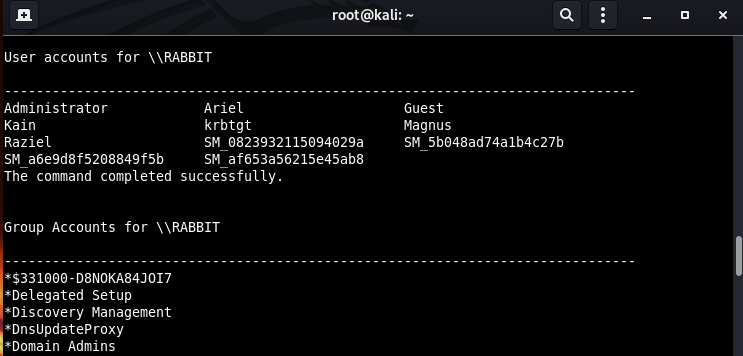 root@kali: ~
User accounts for \\RABBIT
-------------------------------------------------------------------------------
Administrator            Ariel                    Guest
Kain                     krbtgt                   Magnus
Raziel                   SM_0823932115094029a     SM_5b048ad74a1b4c27b
SM_a6e9d8f5208849f5b     SM_af653a56215e45ab8
The command completed successfully.
Group Accounts for \\RABBIT
-------------------------------------------------------------------------------
*$331000-D8NOKA84JOI7
*Delegated Setup
*Discovery Management
*DnsUpdateProxy
*Domain Admins